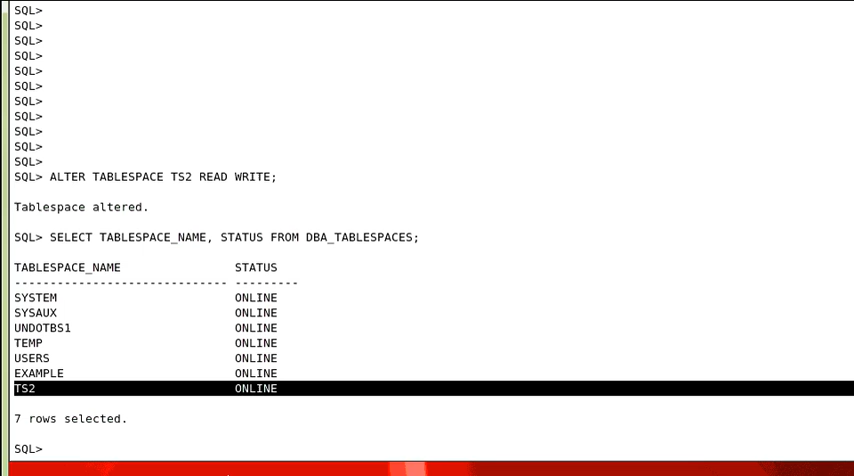 SQL>
SQL>
SQL>
SQL>
SQL>
SQL>
SQL>
SQL>
SQL>
SQL>
SQL>
SQL> ALTER TABLESPACE TS2 READ WRITE;
Tablespace altered.
SQL> SELECT TABLESPACE_NAME, STATUS FROM DBA_TABLESPACES;
TABLESPACE_NAME                STATUS
------------------------------ ---------
SYSTEM                         ONLINE
SYSAUX                         ONLINE
UNDOTBS1                       ONLINE
TEMP                           ONLINE
USERS                          ONLINE
EXAMPLE                        ONLINE
TS2                            ONLINE
7 rows selected.
SQL>